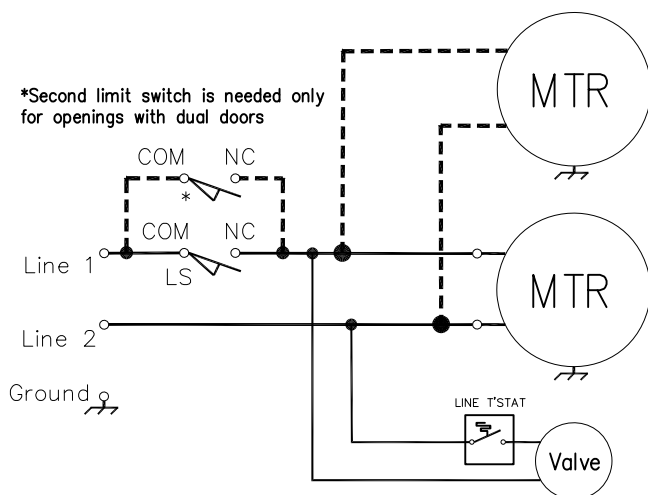 MTR
*Second limit switch is needed only
for openings with dual doors
COM NC
*
COM NC
Line 1
LS
MTR
Line 2
Ground
LINE T'STAT
Valve